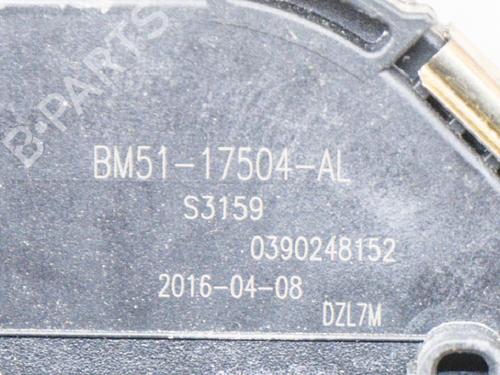 B-PARTS
BM51-17504-AL
S3159
0390248152
2016-04-08
DZL7M